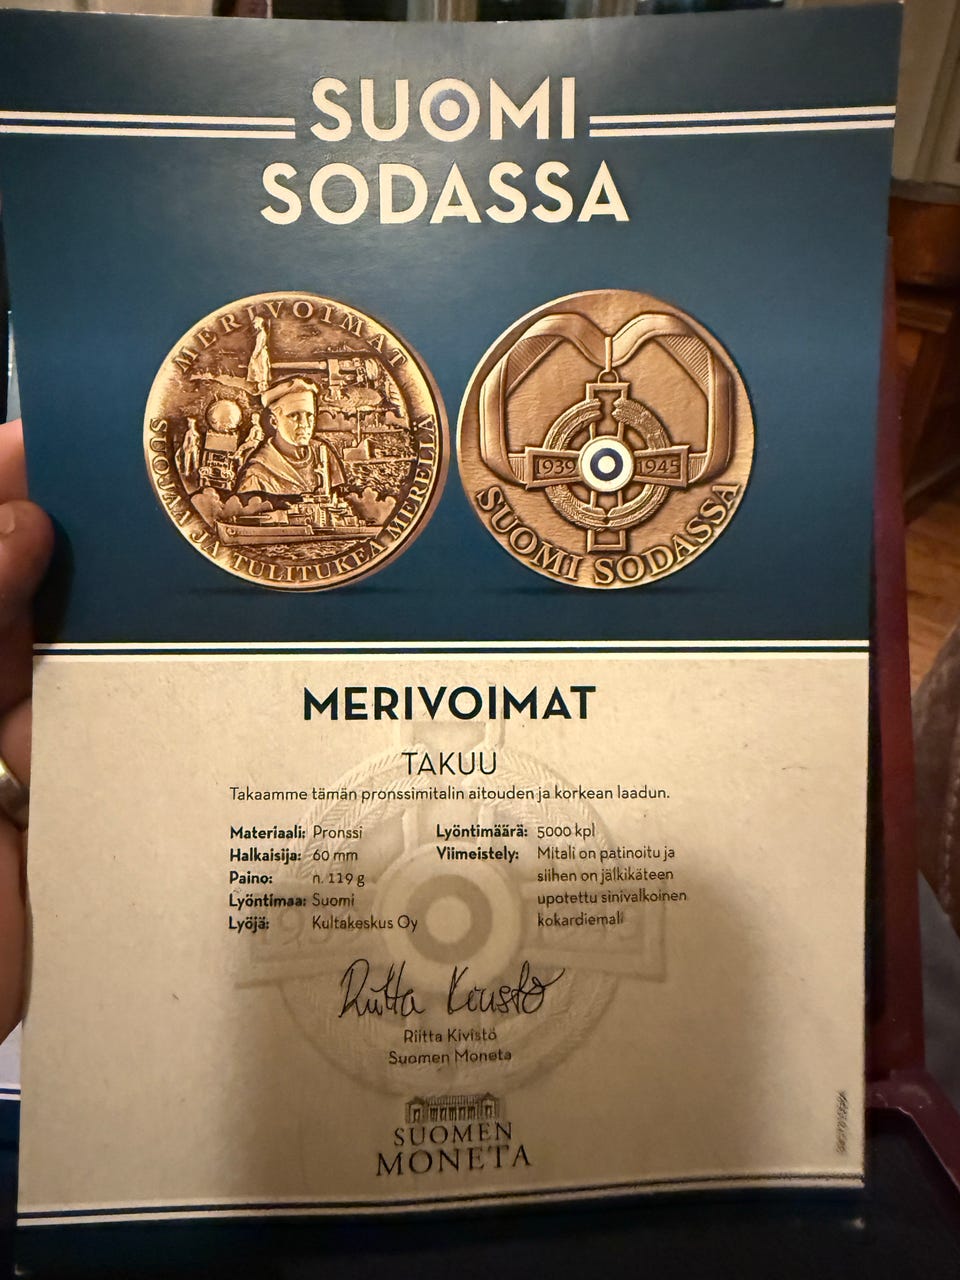 SUOMI
SODASSA
MERIVOIMAT
SUOJAA JA TULITUKEA MERELLÄ
1939 1945
SUOMI SODASSA
MERIVOIMAT
TAKUU
Takaamme tämän pronssimitalin aitouden ja korkean laadun.
Materiaali: Pronssi
Halkaisija: 60 mm
Paino: n. 119 g
Lyöntimaa: Suomi
Lyöjä: Kultakeskus Oy
Lyöntimäärä: 5000 kpl
Viimeistely: Mitali on patinoitu ja
siihen on jälkikäteen
upotettu sinivalkoinen
kokardiemali
Riitta Kivistö
Riitta Kivistö
Suomen Moneta
SUOMEN
MONETA